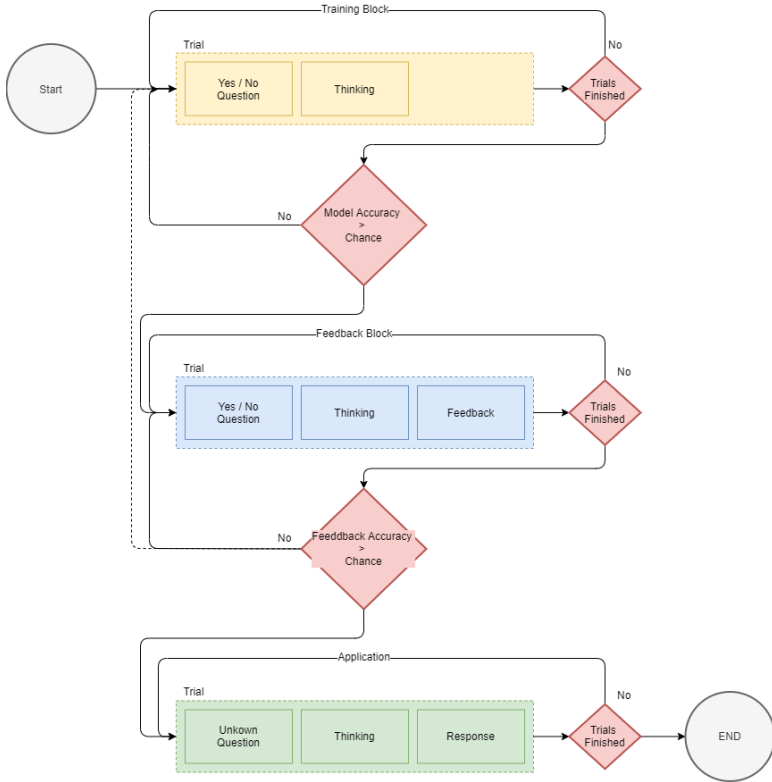 Training Block
No
Trial
Start
Yes / No
Question
Thinking
Trials
Finished
No
Model Accuracy
>
Chance
Feedback Block
No
Trial
Yes / No
Question
Thinking
Feedback
Trials
Finished
No
Feeddback Accuracy
>
Chance
Application
No
Trial
Unkown
Question
Thinking
Response
Trials
Finished
END